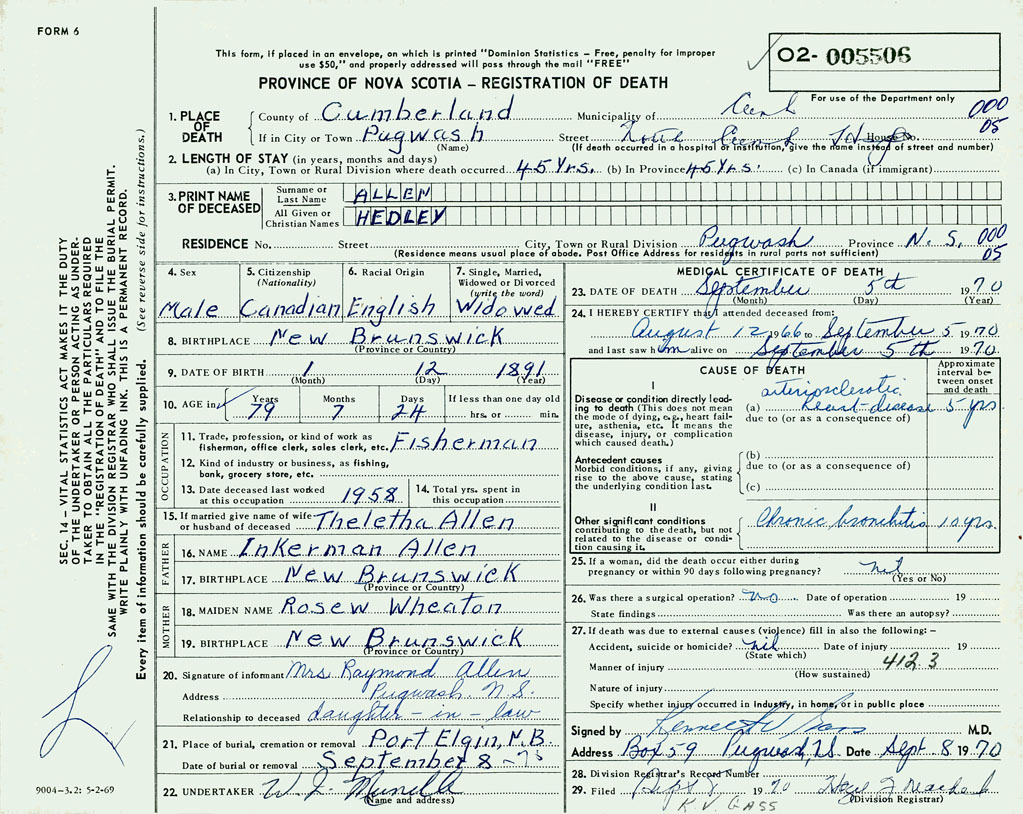 FORM 6
This form, if placed in an envelope, on which is printed "Dominion Statistics – Free, penalty for improper
use $50," and properly addressed will pass through the mail "FREE"
O2- 005506
PROVINCE OF NOVA SCOTIA – REGISTRATION OF DEATH
For use of the Department only
1. PLACE OF DEATH
County of Cumberland Municipality of 000
If in City or Town Pugwash Street House No. 05
(Name) (If death occurred in a hospital or institution, give the name instead of street and number)
2. LENGTH OF STAY (in years, months and days)
(a) In City, Town or Rural Division where death occurred 45 Yrs. (b) In Province 45 Yrs. (c) In Canada (if immigrant)
3. PRINT NAME OF DECEASED
Surname or Last Name ALLEN
All Given or Christian Names HEDLEY
RESIDENCE No. Street City, Town or Rural Division Pugwash Province N. S. 000
(Residence means usual place of abode. Post Office Address for residents in rural parts not sufficient) 05
4. Sex Male
5. Citizenship (Nationality) Canadian
6. Racial Origin English
7. Single, Married, Widowed or Divorced (write the word) Widowed
8. BIRTHPLACE New Brunswick
(Province or Country)
9. DATE OF BIRTH 1 12 1891
(Month) (Day) (Year)
10. AGE in Years Months Days If less than one day old
79 7 24 hrs. or min.
OCCUPATION
11. Trade, profession, or kind of work as
fisherman, office clerk, sales clerk, etc. Fisherman
12. Kind of industry or business, as fishing,
bank, grocery store, etc.
13. Date deceased last worked
at this occupation 1958
14. Total yrs. spent in
this occupation
15. If married give name of wife
or husband of deceased Theletha Allen
FATHER
16. NAME Inkerman Allen
17. BIRTHPLACE New Brunswick
(Province or Country)
MOTHER
18. MAIDEN NAME Rosew Wheaton
19. BIRTHPLACE New Brunswick
(Province or Country)
20. Signature of informant Mrs Raymond Allen
Address Pugwash N.S.
Relationship to deceased daughter-in-law
21. Place of burial, cremation or removal Port Elgin, N.B
Date of burial or removal September 8 - 70
22. UNDERTAKER W. J.
(Name and address)
MEDICAL CERTIFICATE OF DEATH
23. DATE OF DEATH September 5th 1970
(Month) (Day) (Year)
24. I HEREBY CERTIFY that I attended deceased from:
August 12 1966 to September 5 1970
and last saw him alive on September 5th 1970
CAUSE OF DEATH
Approximate interval between onset and death
I
Disease or condition directly leading
to death (This does not mean
the mode of dying, e.g., heart failure,
asthenia, etc. It means the
disease, injury, or complication
which caused death.)
(a) arteriosclerotic heart disease 5 yrs
due to (or as a consequence of)
Antecedent causes
Morbid conditions, if any, giving
rise to the above cause, stating
the underlying condition last.
(b)
due to (or as a consequence of)
(c)
II
Other significant conditions
contributing to the death, but not
related to the disease or condition
causing it.
Chronic bronchitis 10 yrs.
25. If a woman, did the death occur either during
pregnancy or within 90 days following pregnancy? nil
(Yes or No)
26. Was there a surgical operation? no Date of operation 19
State findings Was there an autopsy?
27. If death was due to external causes (violence) fill in also the following:–
Accident, suicide or homicide? nil Date of injury 19
(State which) 412.3
Manner of injury
(How sustained)
Nature of injury
Specify whether injury occurred in industry, in home, or in public place
Signed by M.D.
Address Box 59 Pugwash, N.S. Date Sept 8 1970
28. Division Registrar's Record Number
29. Filed Sept 8 1970
(Division Registrar)
K.V. GASS
SEC. 14 – VITAL STATISTICS ACT MAKES IT THE DUTY
OF THE UNDERTAKER OR PERSON ACTING AS UNDER-
TAKER TO OBTAIN ALL THE PARTICULARS REQUIRED
IN THE "REGISTRATION OF DEATH" AND TO FILE THE
SAME WITH THE DIVISION REGISTRAR WHO SHALL ISSUE THE BURIAL PERMIT.
WRITE PLAINLY WITH UNFADING INK. THIS IS A PERMANENT RECORD.
Every item of information should be carefully supplied. (See reverse side for instructions.)
9004-3.2: 5-2-69